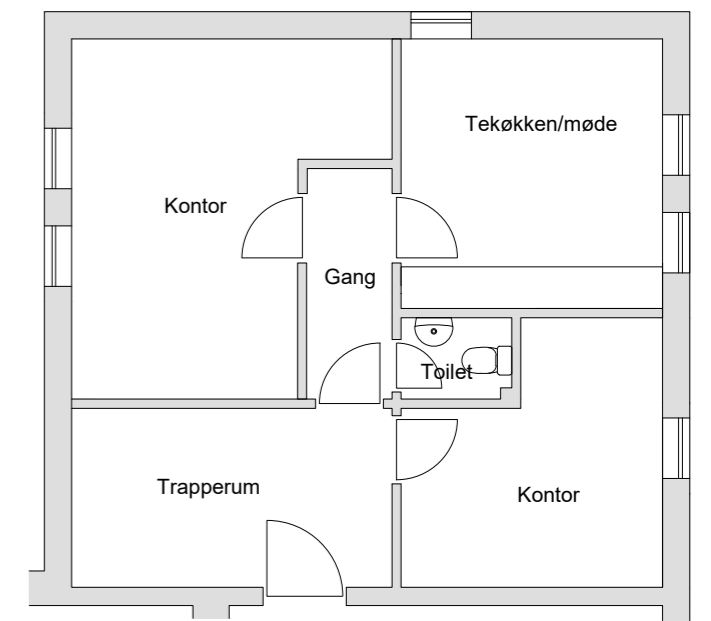 Tekøkken/møde
Kontor
Gang
Toilet
Trapperum
Kontor